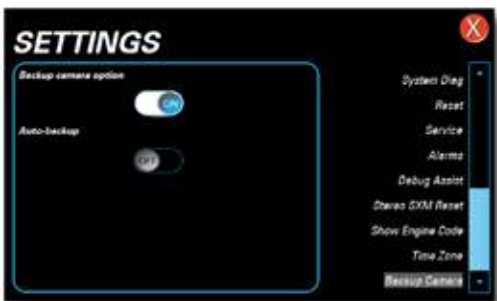 SETTINGS
X
Backup camera option
ON
Auto-backup
OFF
System Diag
Reset
Service
Alarms
Debug Assist
Stereo SXM Reset
Show Engine Code
Time Zone
Backup Camera